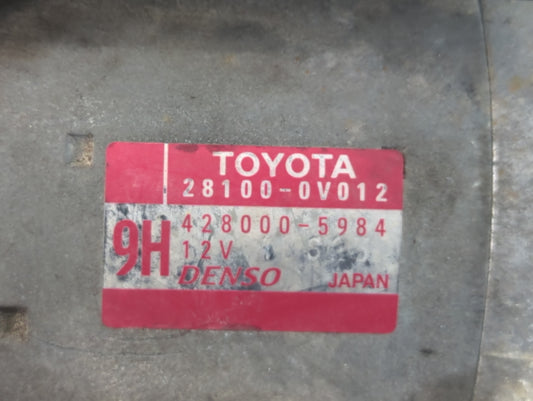 TOYOTA
28100-0V012
9H
428000-5984
12V
DENSO JAPAN